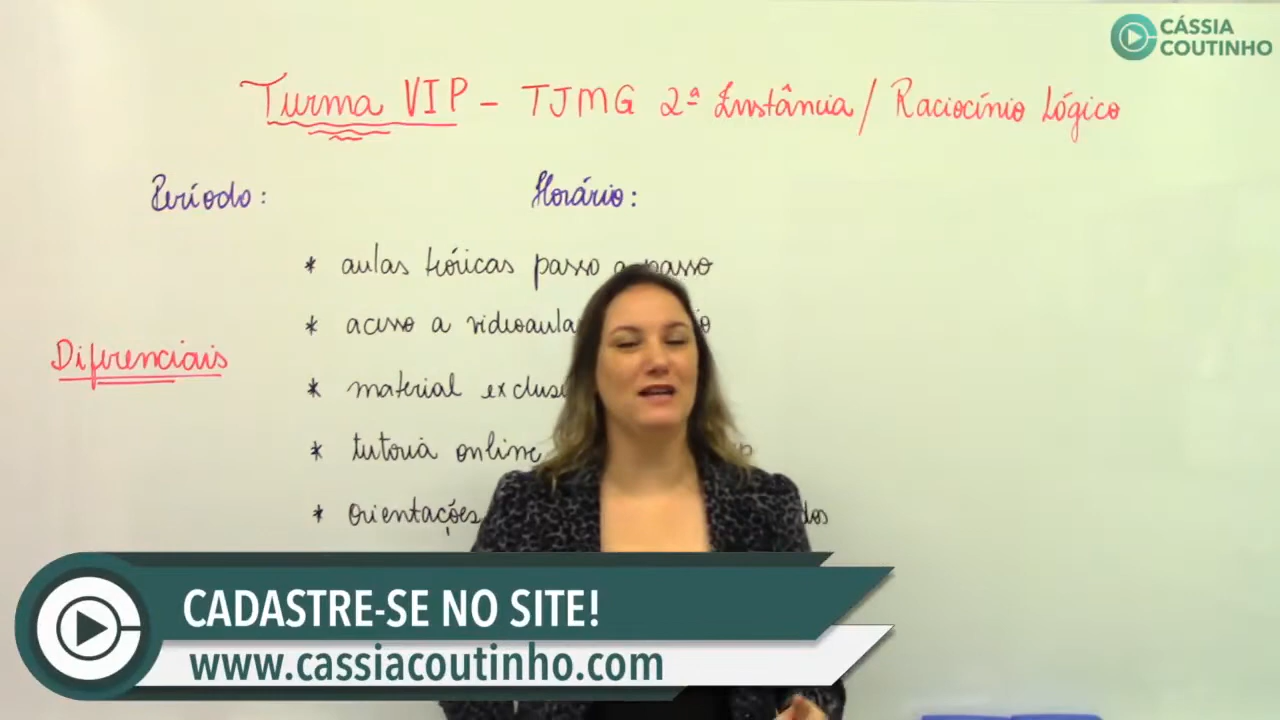 CÁSSIA
COUTINHO
Turma VIP - TJMG 2ª Instância / Raciocínio Lógico
Período: Horário:
* aulas teóricas passo a passo
* acesso a videoaula
Diferenciais
* material
* tutoria online
* orientações
CADASTRE-SE NO SITE!
www.cassiacoutinho.com